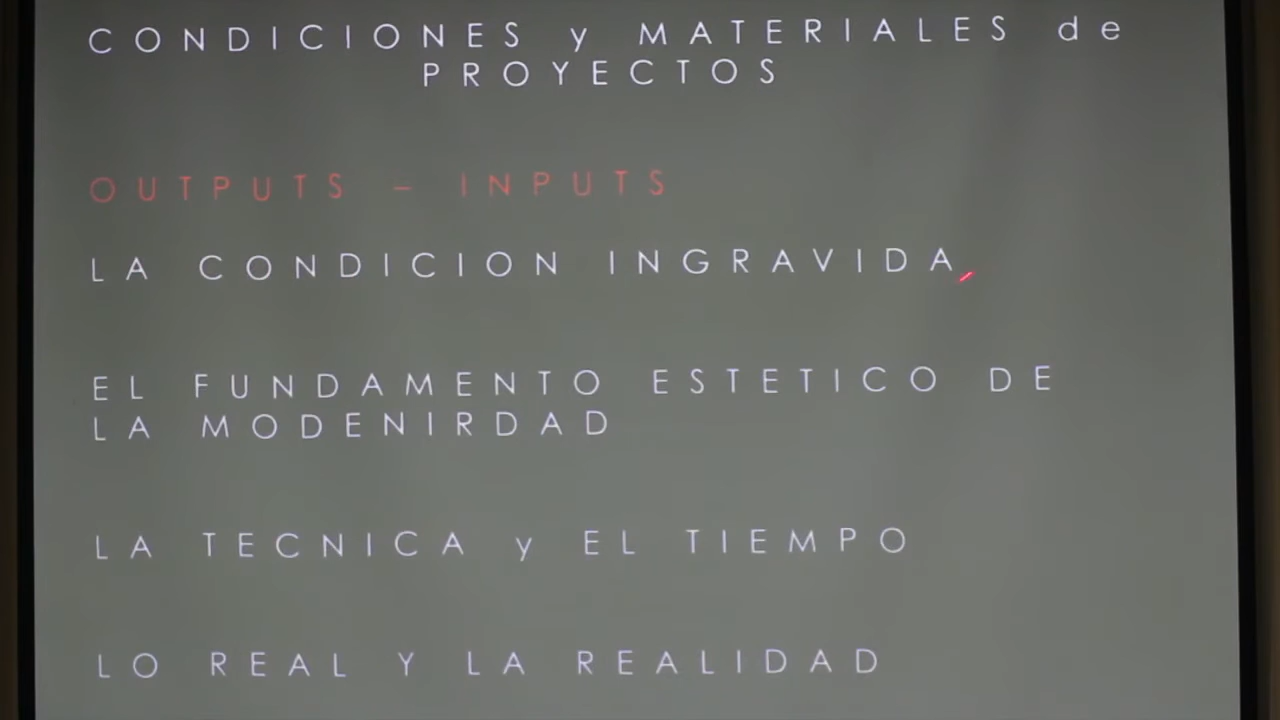 CONDICIONES y MATERIALES de
PROYECTOS
OUTPUTS – INPUTS
LA CONDICION INGRAVIDA
EL FUNDAMENTO ESTETICO DE
LA MODENIRDAD
LA TECNICA y EL TIEMPO
LO REAL Y LA REALIDAD